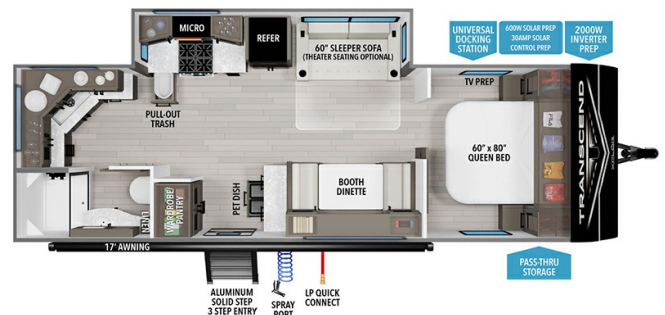 UNIVERSAL
DOCKING
STATION
600W SOLAR PREP
30AMP SOLAR
CONTROL PREP
2000W
INVERTER
PREP
MICRO
REFER
60" SLEEPER SOFA
(THEATER SEATING OPTIONAL)
TV PREP
PULL-OUT
TRASH
60" x 80"
QUEEN BED
TRANSCEND
BOOTH
DINETTE
PET DISH
WARDROBE/
PANTRY
LINEN
17' AWNING
PASS-THRU
STORAGE
ALUMINUM
SOLID STEP
3 STEP ENTRY
SPRAY
PORT
LP QUICK
CONNECT